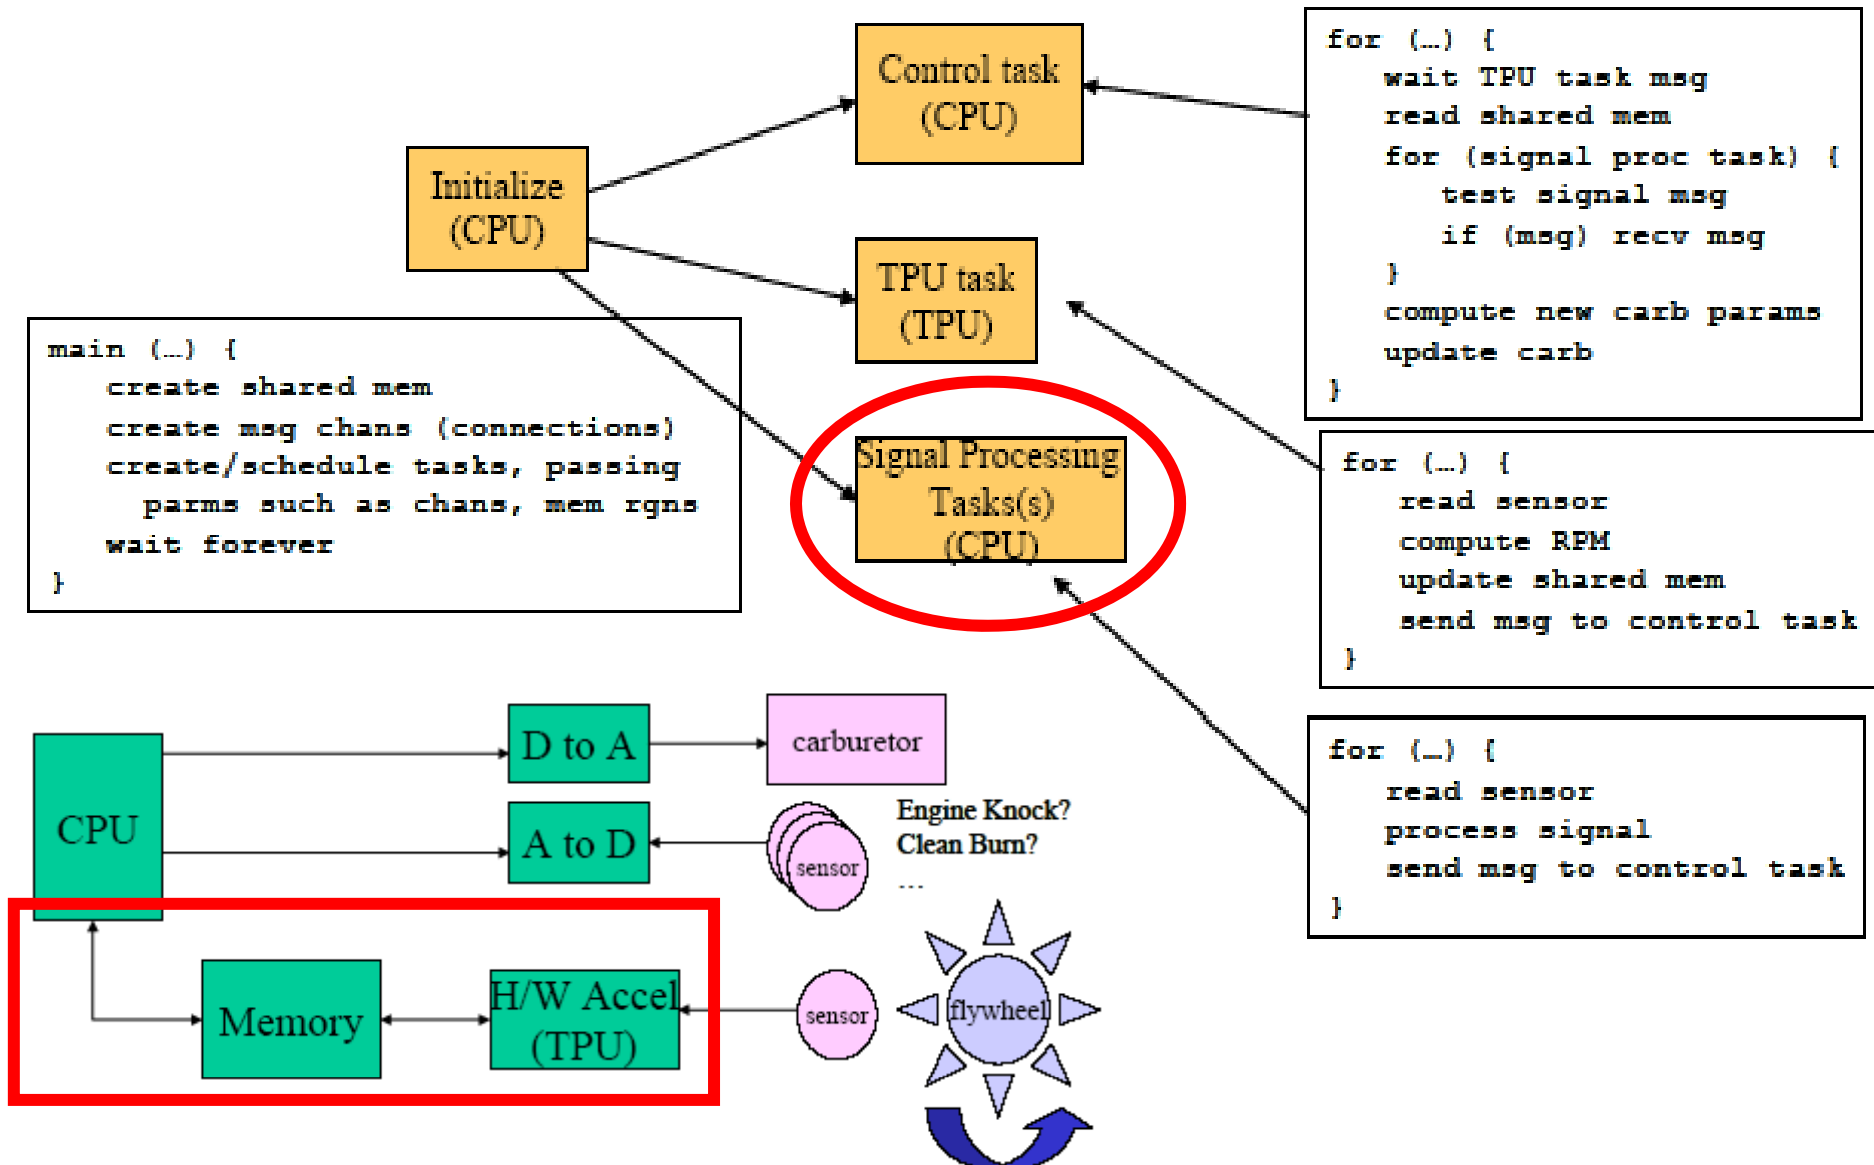 Control task
(CPU)
Initialize
(CPU)
TPU task
(TPU)
Signal Processing
Tasks(s)
(CPU)
for (…) {
wait TPU task msg
read shared mem
for (signal proc task) {
test signal msg
if (msg) recv msg
}
compute new carb params
update carb
}
main (…) {
create shared mem
create msg chans (connections)
create/schedule tasks, passing
parms such as chans, mem rgns
wait forever
}
for (…) {
read sensor
compute RPM
update shared mem
send msg to control task
}
for (…) {
read sensor
process signal
send msg to control task
}
CPU
D to A
carburetor
A to D
sensor
Engine Knock?
Clean Burn?
...
Memory
H/W Accel
(TPU)
sensor
flywheel